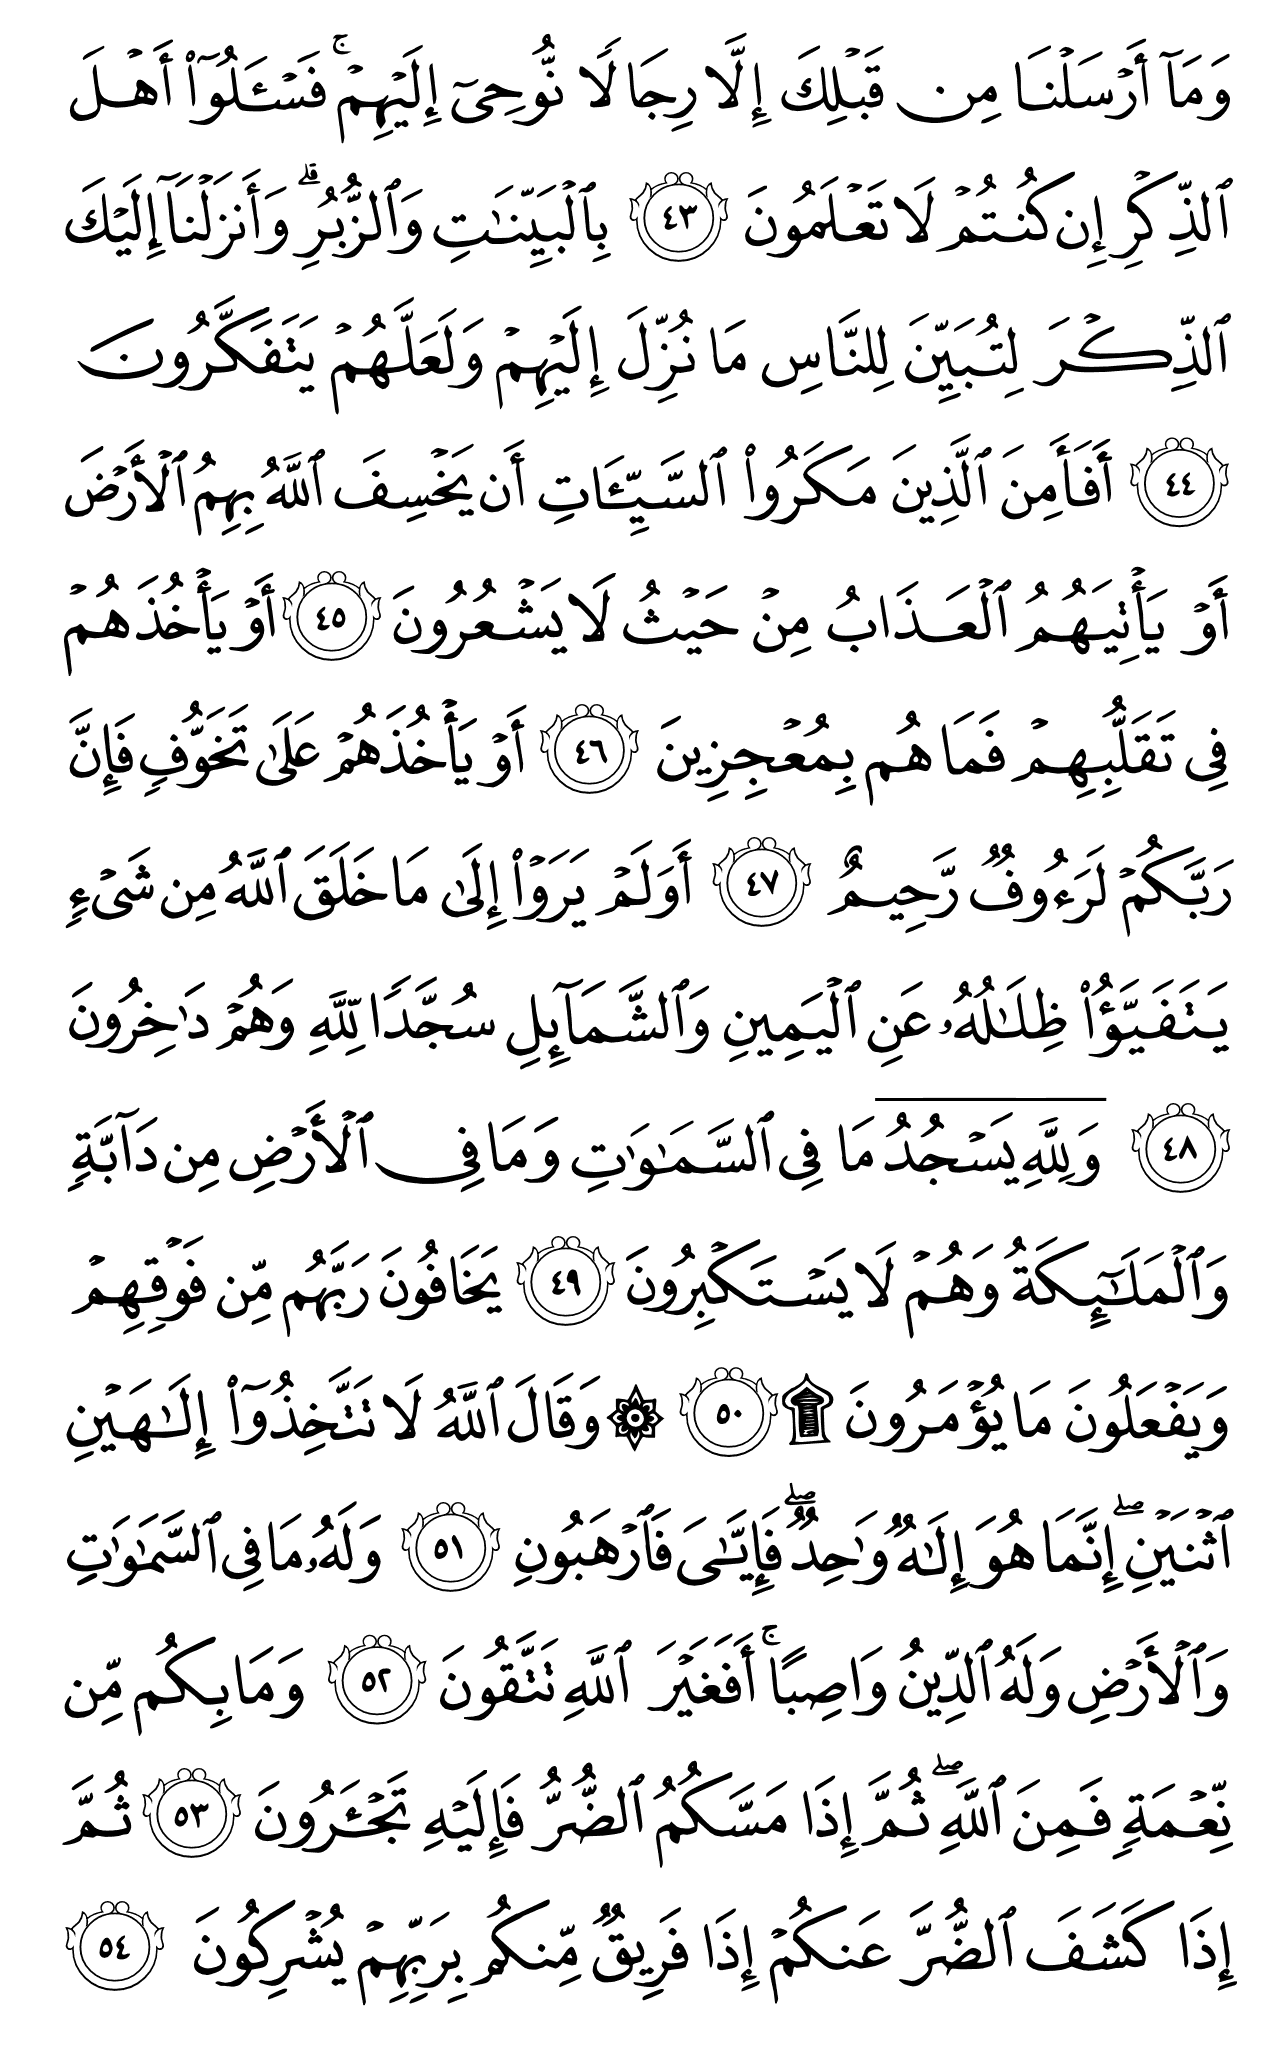 وَمَآ أَرۡسَلۡنَا مِن قَبۡلِكَ إِلَّا رِجَالٗا نُّوحِيٓ إِلَيۡهِمۡۚ فَسۡـَٔلُوٓاْ أَهۡلَ
ٱلذِّكۡرِ إِن كُنتُمۡ لَا تَعۡلَمُونَ ٤٣ بِٱلۡبَيِّنَٰتِ وَٱلزُّبُرِۗ وَأَنزَلۡنَآ إِلَيۡكَ
ٱلذِّكۡرَ لِتُبَيِّنَ لِلنَّاسِ مَا نُزِّلَ إِلَيۡهِمۡ وَلَعَلَّهُمۡ يَتَفَكَّرُونَ
٤٤ أَفَأَمِنَ ٱلَّذِينَ مَكَرُواْ ٱلسَّيِّـَٔاتِ أَن يَخۡسِفَ ٱللَّهُ بِهِمُ ٱلۡأَرۡضَ
أَوۡ يَأۡتِيَهُمُ ٱلۡعَذَابُ مِنۡ حَيۡثُ لَا يَشۡعُرُونَ ٤٥ أَوۡ يَأۡخُذَهُمۡ
فِي تَقَلُّبِهِمۡ فَمَا هُم بِمُعۡجِزِينَ ٤٦ أَوۡ يَأۡخُذَهُمۡ عَلَىٰ تَخَوُّفٖ فَإِنَّ
رَبَّكُمۡ لَرَءُوفٞ رَّحِيمٌ ٤٧ أَوَلَمۡ يَرَوۡاْ إِلَىٰ مَا خَلَقَ ٱللَّهُ مِن شَيۡءٖ
يَتَفَيَّؤُاْ ظِلَٰلُهُۥ عَنِ ٱلۡيَمِينِ وَٱلشَّمَآئِلِ سُجَّدٗا لِّلَّهِ وَهُمۡ دَٰخِرُونَ
٤٨ وَلِلَّهِ يَسۡجُدُۤ مَا فِي ٱلسَّمَٰوَٰتِ وَمَا فِي ٱلۡأَرۡضِ مِن دَآبَّةٖ
وَٱلۡمَلَٰٓئِكَةُ وَهُمۡ لَا يَسۡتَكۡبِرُونَ ٤٩ يَخَافُونَ رَبَّهُم مِّن فَوۡقِهِمۡ
وَيَفۡعَلُونَ مَا يُؤۡمَرُونَ۩ ٥٠ ۞وَقَالَ ٱللَّهُ لَا تَتَّخِذُوٓاْ إِلَٰهَيۡنِ
ٱثۡنَيۡنِۖ إِنَّمَا هُوَ إِلَٰهٞ وَٰحِدٞ فَإِيَّٰيَ فَٱرۡهَبُونِ ٥١ وَلَهُۥ مَا فِي ٱلسَّمَٰوَٰتِ
وَٱلۡأَرۡضِ وَلَهُ ٱلدِّينُ وَاصِبًاۚ أَفَغَيۡرَ ٱللَّهِ تَتَّقُونَ ٥٢ وَمَا بِكُم مِّن
نِّعۡمَةٖ فَمِنَ ٱللَّهِۖ ثُمَّ إِذَا مَسَّكُمُ ٱلضُّرُّ فَإِلَيۡهِ تَجۡـَٔرُونَ ٥٣ ثُمَّ
إِذَا كَشَفَ ٱلضُّرَّ عَنكُمۡ إِذَا فَرِيقٞ مِّنكُم بِرَبِّهِمۡ يُشۡرِكُونَ ٥٤